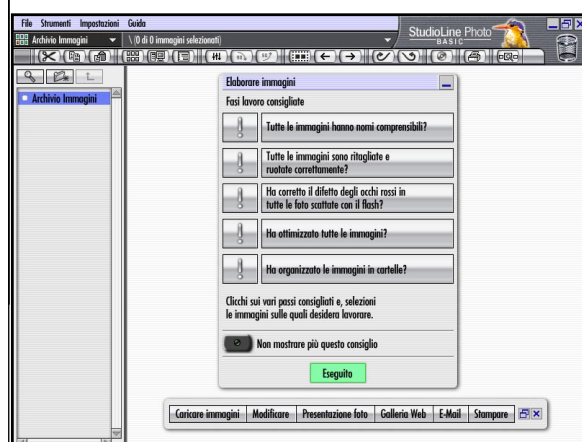 File Strumenti Impostazioni Guida
StudioLine Photo
BASIC
Archivio Immagini
\ (0 di 0 immagini selezionati)
Archivio Immagini
Elaborare immagini
Fasi lavoro consigliate
Tutte le immagini hanno nomi comprensibili?
Tutte le immagini sono ritagliate e
ruotate correttamente?
Ha corretto il difetto degli occhi rossi in
tutte le foto scattate con il flash?
Ha ottimizzato tutte le immagini?
Ha organizzato le immagini in cartelle?
Clicchi sui vari passi consigliati e, selezioni
le immagini sulle quali desidera lavorare.
Non mostrare più questo consiglio
Eseguito
Caricare immagini Modificare Presentazione foto Galleria Web E-Mail Stampare